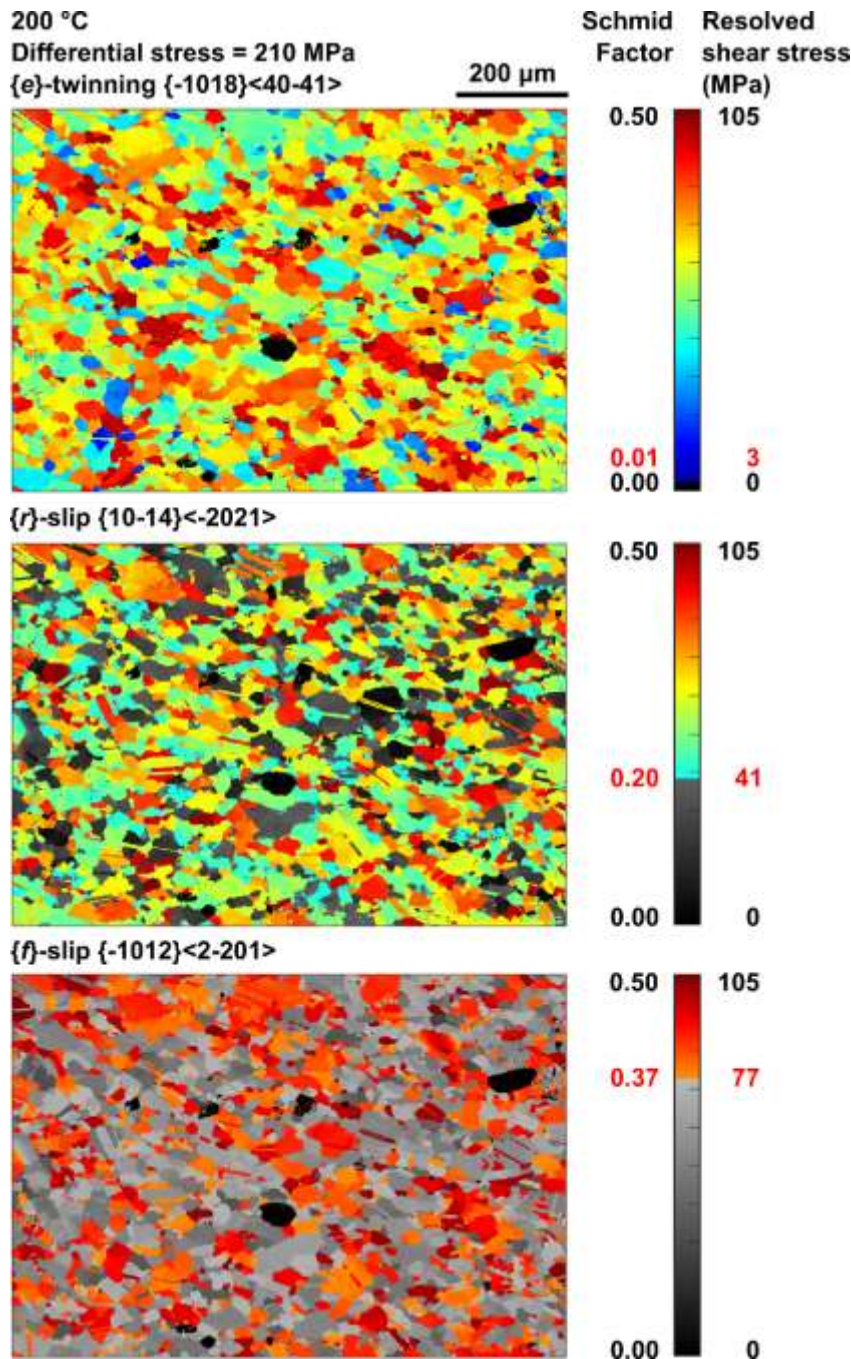 200 °C
Differential stress = 210 MPa
{e}-twinning {-1018}<40-41>
200 µm
Schmid Factor
Resolved shear stress (MPa)
0.50
105
0.01
3
0.00
0
{r}-slip {10-14}<-2021>
0.50
105
0.20
41
0.00
0
{f}-slip {-1012}<2-201>
0.50
105
0.37
77
0.00
0